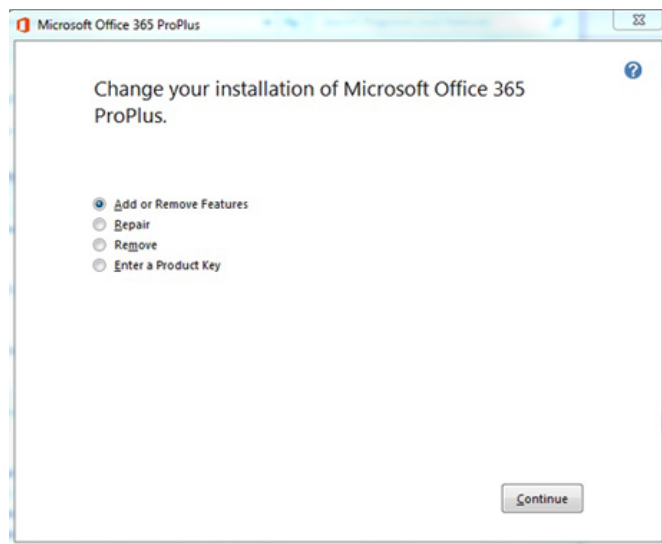 Microsoft Office 365 ProPlus
Change your installation of Microsoft Office 365
ProPlus.
Add or Remove Features
Repair
Remove
Enter a Product Key
Continue